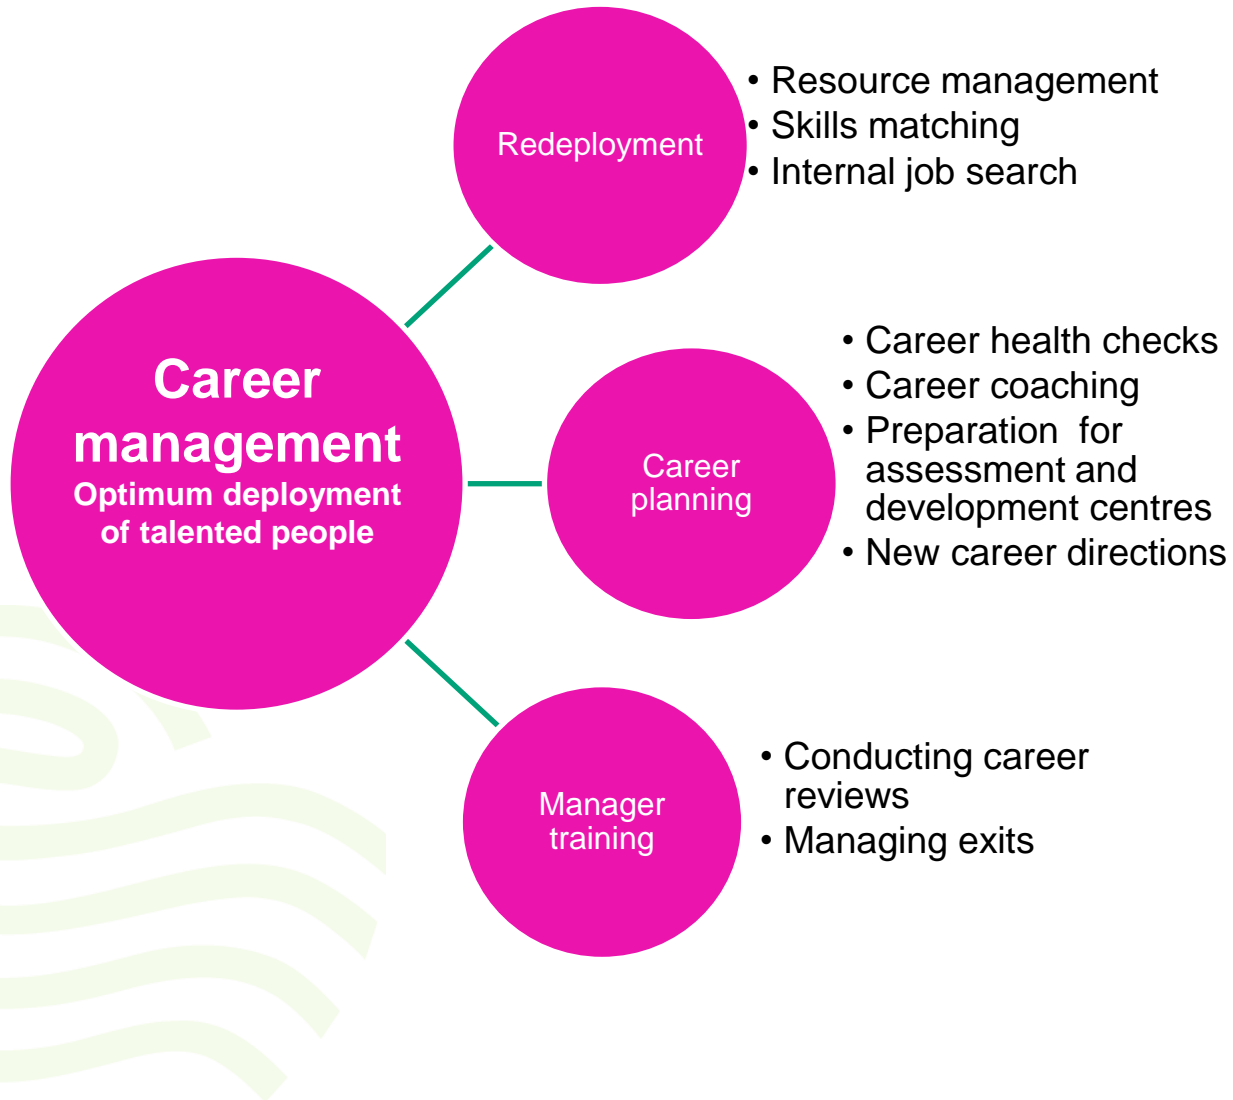 Career
management
Optimum deployment
of talented people
Redeployment
• Resource management
• Skills matching
• Internal job search
Career
planning
• Career health checks
• Career coaching
• Preparation  for
assessment and
development centres
• New career directions
Manager
training
• Conducting career
reviews
• Managing exits